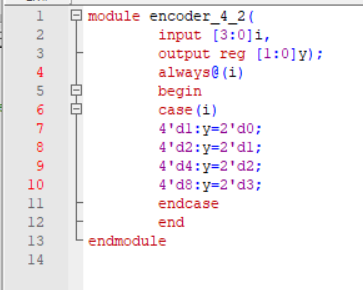 1 module encoder_4_2(
2 input [3:0]i,
3 output reg [1:0]y);
4 always@(i)
5 begin
6 case(i)
7 4'd1:y=2'd0;
8 4'd2:y=2'd1;
9 4'd4:y=2'd2;
10 4'd8:y=2'd3;
11 endcase
12 end
13 endmodule
14